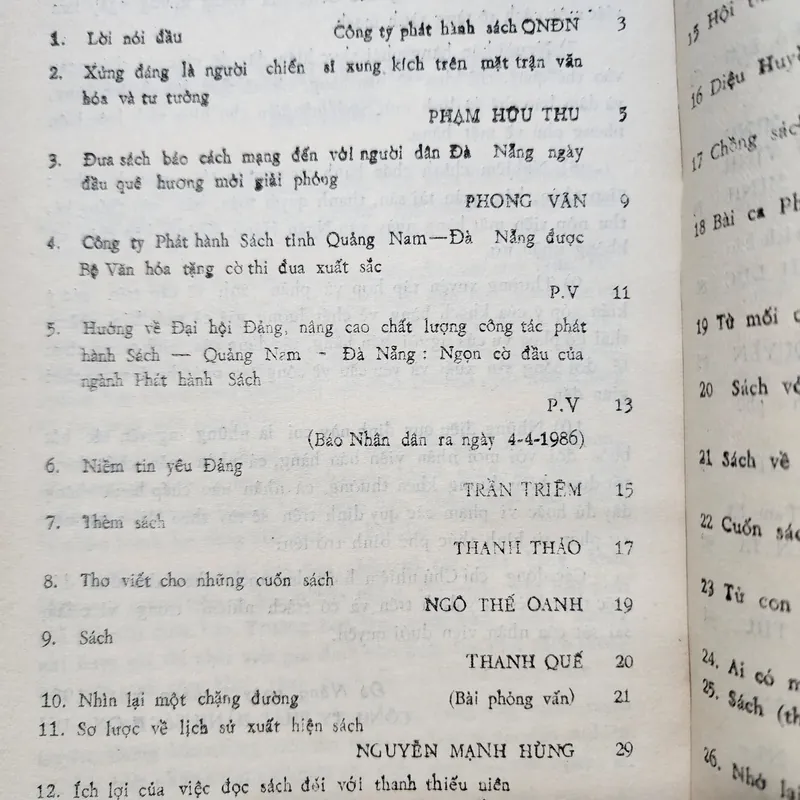 1. Lời nói đầu Công ty phát hành sách QNĐN 3
2. Xứng đáng là người chiến sĩ xung kích trên mặt trận văn
hóa và tư tưởng
PHẠM HỮU THU 5
3. Đưa sách báo cách mạng đến với người dân Đà Nẵng ngày
đầu quê hương mới giải phóng
PHONG VÂN 9
4. Công ty Phát hành Sách tỉnh Quảng Nam—Đà Nẵng được
Bộ Văn hóa tặng cờ thi đua xuất sắc
P.V 11
5. Hướng về Đại hội Đảng, nâng cao chất lượng công tác phát
hành Sách — Quảng Nam - Đà Nẵng : Ngọn cờ đầu của
ngành Phát hành Sách
P.V 13
(Báo Nhân dân ra ngày 4-4-1986)
6. Niềm tin yêu Đảng
TRẦN TRIÊM 15
7. Thèm sách
THANH THẢO 17
8. Thơ viết cho những cuốn sách
NGÔ THẾ OANH 19
9. Sách
THANH QUẾ 20
10. Nhìn lại một chặng đường (Bài phỏng vấn) 21
11. Sơ lược về lịch sử xuất hiện sách
NGUYỄN MẠNH HÙNG 29
12. Ích lợi của việc đọc sách đối với thanh thiếu niên
15 Hội
16 Diệu Huy
17 Chồng sách
18 Bài ca
19 Từ mối
20 Sách
21 Sách về
22 Cuốn
23 Từ con
24. Ai có
25. Sách
26. Nhớ lại